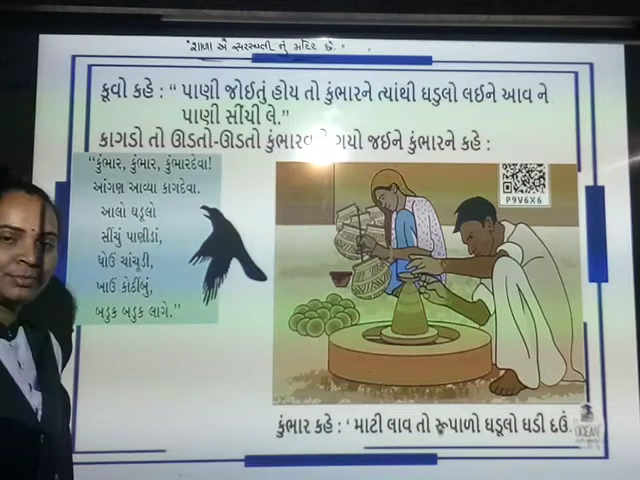 "શાળા એ સરસ્વતી નું મંદિર છે."
કૂવો કહે : “ પાણી જોઈતું હોય તો કુંભારને ત્યાંથી ઘડુલો લઈને આવ ને
પાણી સીંચી લે.”
કાગડો તો ઊડતો-ઊડતો ગયો જઈને કુંભારને કહે :
“કુંભાર, કુંભાર, કુંભારદેવા!
આંગણ આવ્યા કાગદેવા.
આલો ઘડૂલો
સીંચું પાણીડાં,
ધોઉં ચાંચૂડી,
ખાઉં કોઠીંબું,
બડુક બડુક લાગે.”
P9V6X6
કુંભાર કહે : ‘ માટી લાવ તો રૂપાળો ઘડૂલો ઘડી દઉં.
OCEAN